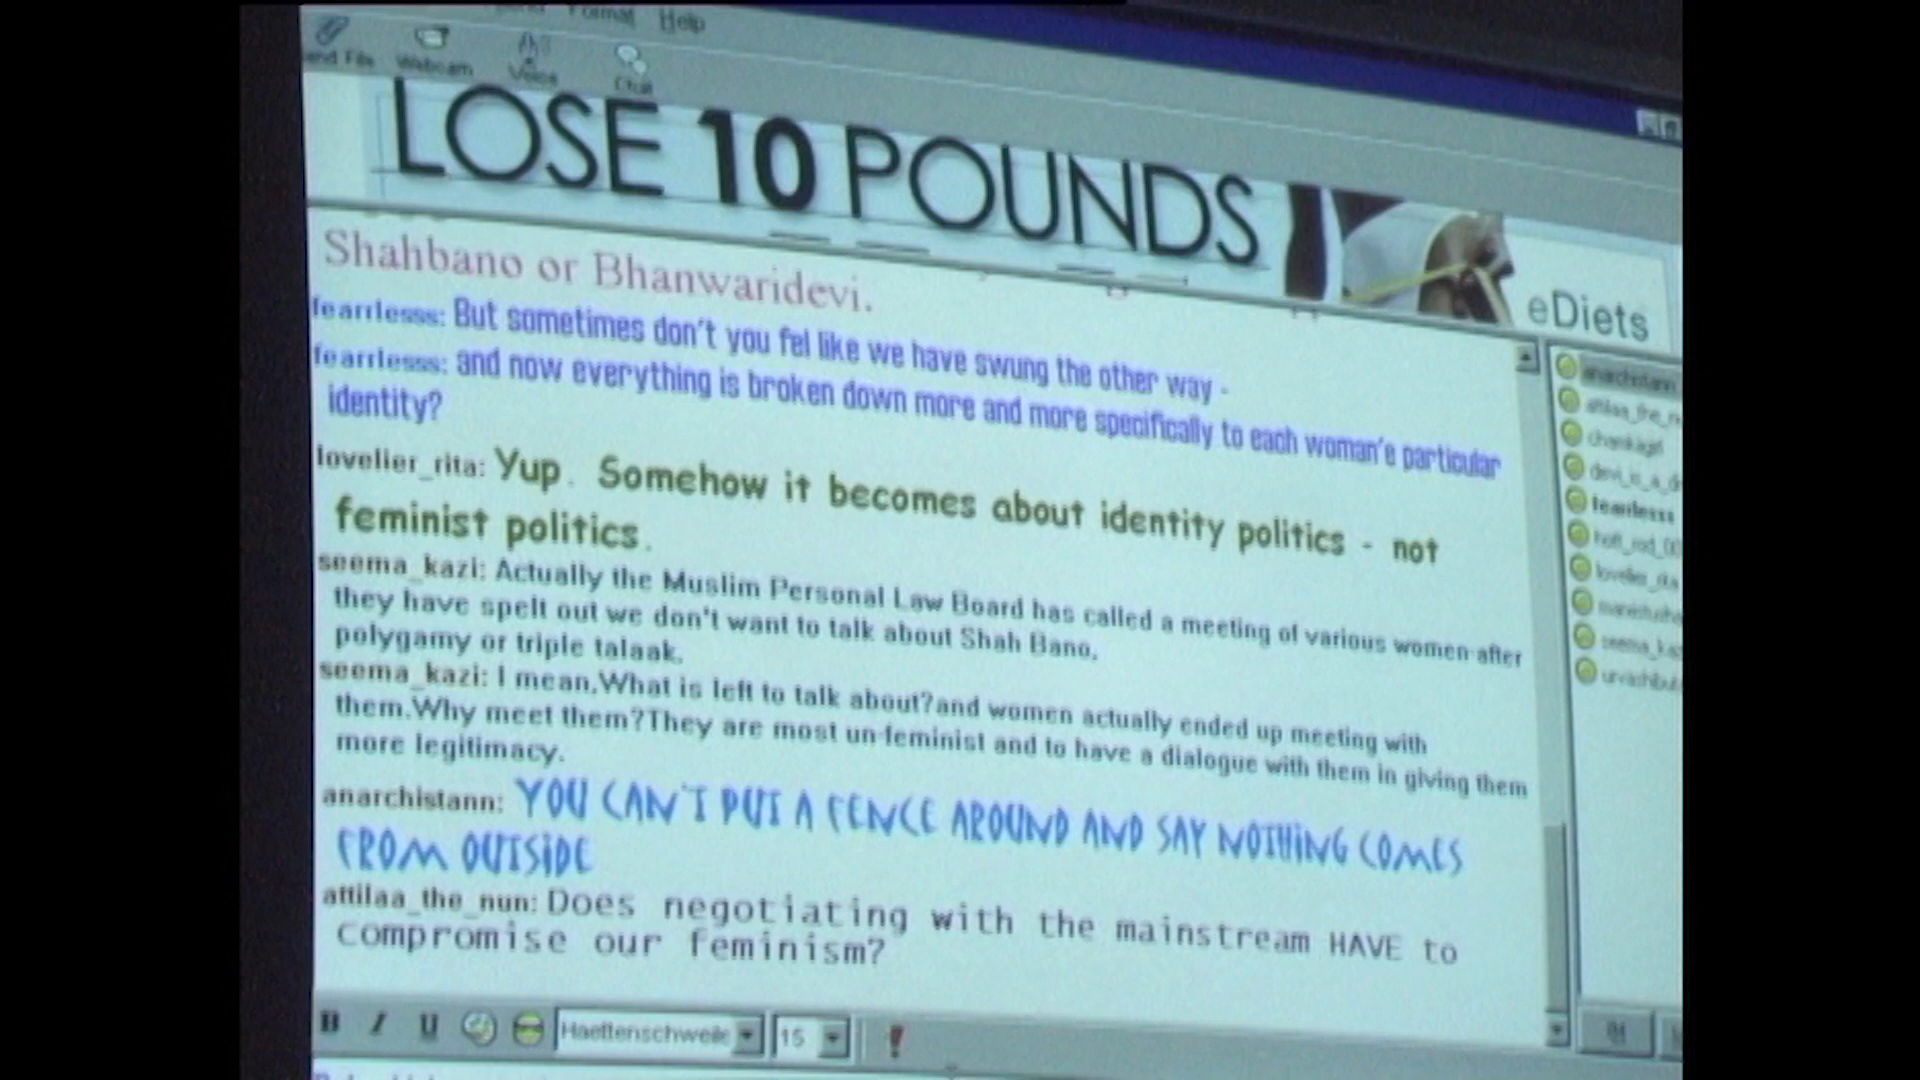 Format Help
Webcam Voice Chat
LOSE 10 POUNDS
eDiets
Shahbano or Bhanwaridevi.
fearrlesss: But sometimes don't you fel like we have swung the other way -
fearrlesss: and now everything is broken down more and more specifically to each woman'e particular
identity?
lovelier_rita: Yup. Somehow it becomes about identity politics - not
feminist politics.
seema_kazi: Actually the Muslim Personal Law Board has called a meeting of various women-after
they have spelt out we don't want to talk about Shah Bano,
polygamy or triple talaak.
seema_kazi: I mean,What is left to talk about?and women actually ended up meeting with
them.Why meet them?They are most un-feminist and to have a dialogue with them in giving them
more legitimacy.
anarchistann: YOU CAN'T PUT A FENCE AROUND AND SAY NOTHING COMES
FROM OUTSIDE
attilaa_the_nun: Does negotiating with the mainstream HAVE to
compromise our feminism?
anarchistann
fearrlesss
B I U Haettenschweile 15 !